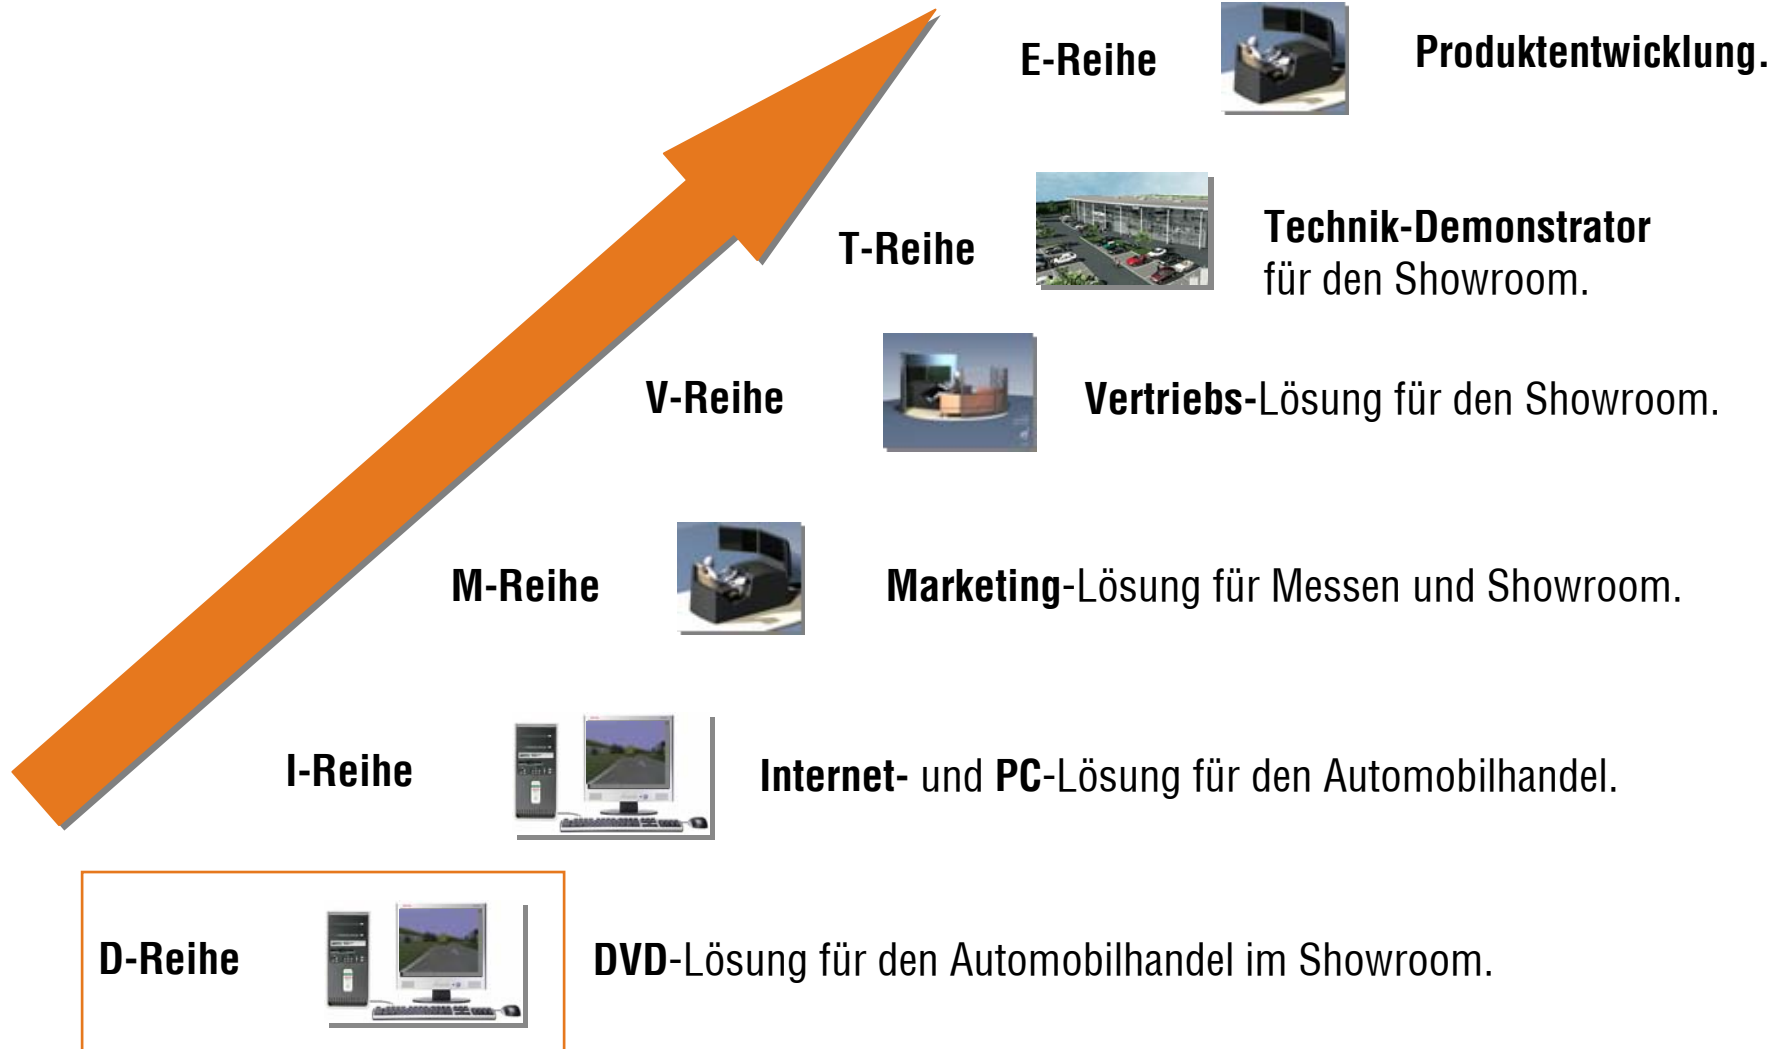 E-Reihe Produktentwicklung.
T-Reihe Technik-Demonstrator
für den Showroom.
V-Reihe Vertriebs-Lösung für den Showroom.
M-Reihe Marketing-Lösung für Messen und Showroom.
I-Reihe Internet- und PC-Lösung für den Automobilhandel.
D-Reihe DVD-Lösung für den Automobilhandel im Showroom.